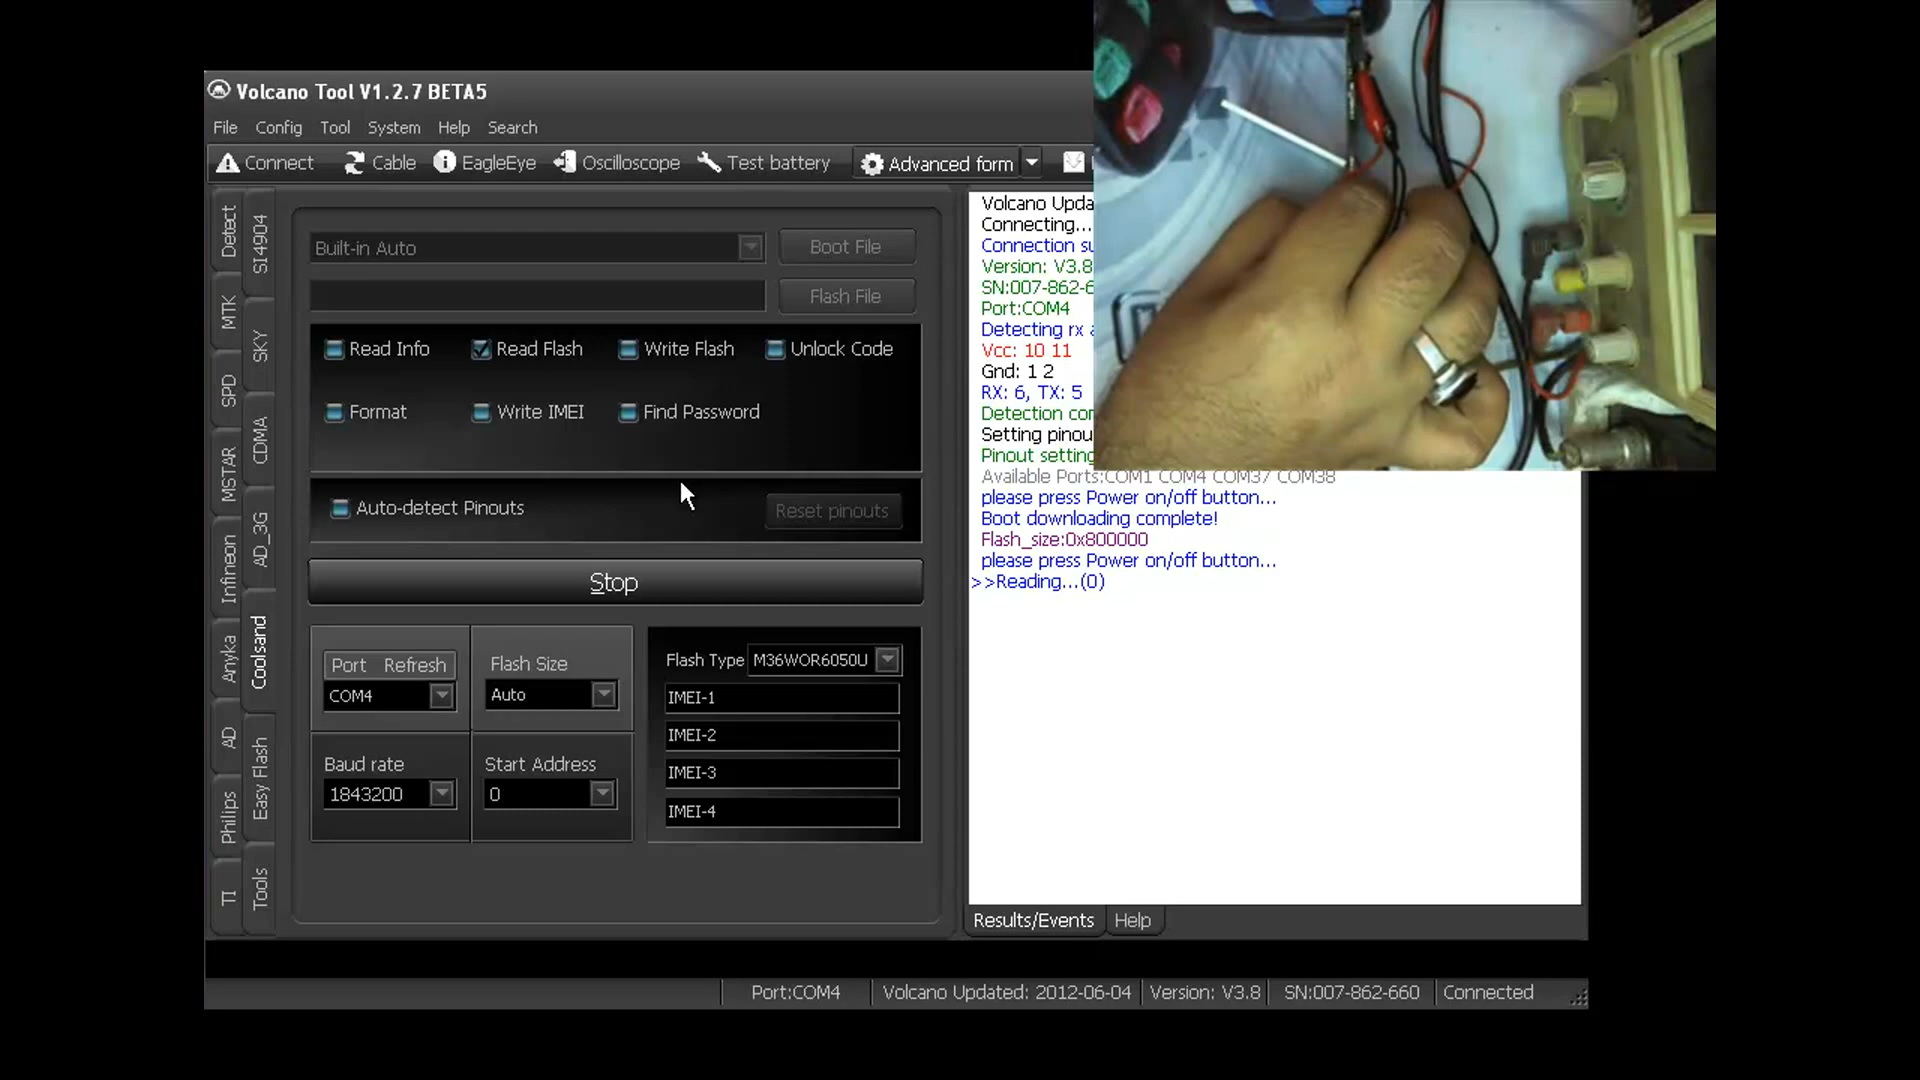 Volcano Tool V1.2.7 BETA5
File Config Tool System Help Search
Connect Cable EagleEye Oscilloscope Test battery Advanced form
Detect
MTK
SPD
MSTAR
Infineon
Anyka
AD
Philips
TI
SI4904
SKY
CDMA
AD_3G
Coolsand
Easy Flash
Tools
Built-in Auto
Boot File
Flash File
Read Info Read Flash Write Flash Unlock Code
Format Write IMEI Find Password
Auto-detect Pinouts Reset pinouts
Stop
Port Refresh
COM4
Flash Size
Auto
Baud rate
1843200
Start Address
0
Flash Type M36WOR6050U
IMEI-1
IMEI-2
IMEI-3
IMEI-4
Volcano Upda
Connecting...
Connection su
Version: V3.8
SN:007-862-6
Port:COM4
Detecting rx a
Vcc: 10 11
Gnd: 1 2
RX: 6, TX: 5
Detection com
Setting pinou
Pinout setting
Available Ports:COM1 COM4 COM37 COM38
please press Power on/off button...
Boot downloading complete!
Flash_size:0x800000
please press Power on/off button...
>>Reading...(0)
Results/Events Help
Port:COM4 Volcano Updated: 2012-06-04 Version: V3.8 SN:007-862-660 Connected